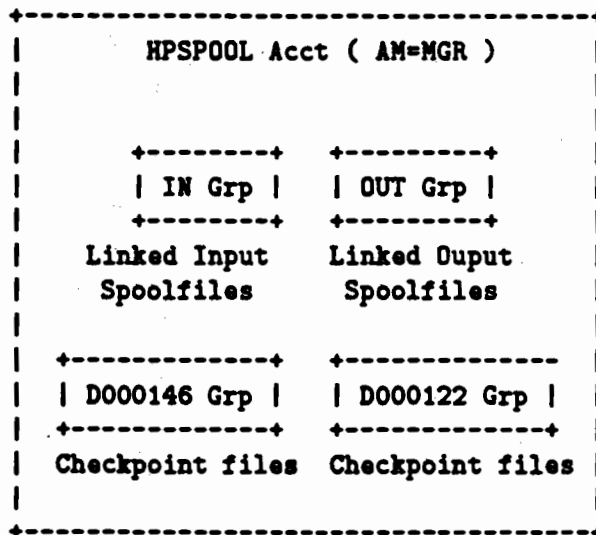 HPSPOOL Acct ( AM=MGR )
| IN Grp | | OUT Grp |
Linked Input Linked Ouput
Spoolfiles Spoolfiles
| D000146 Grp | | D000122 Grp |
Checkpoint files Checkpoint files